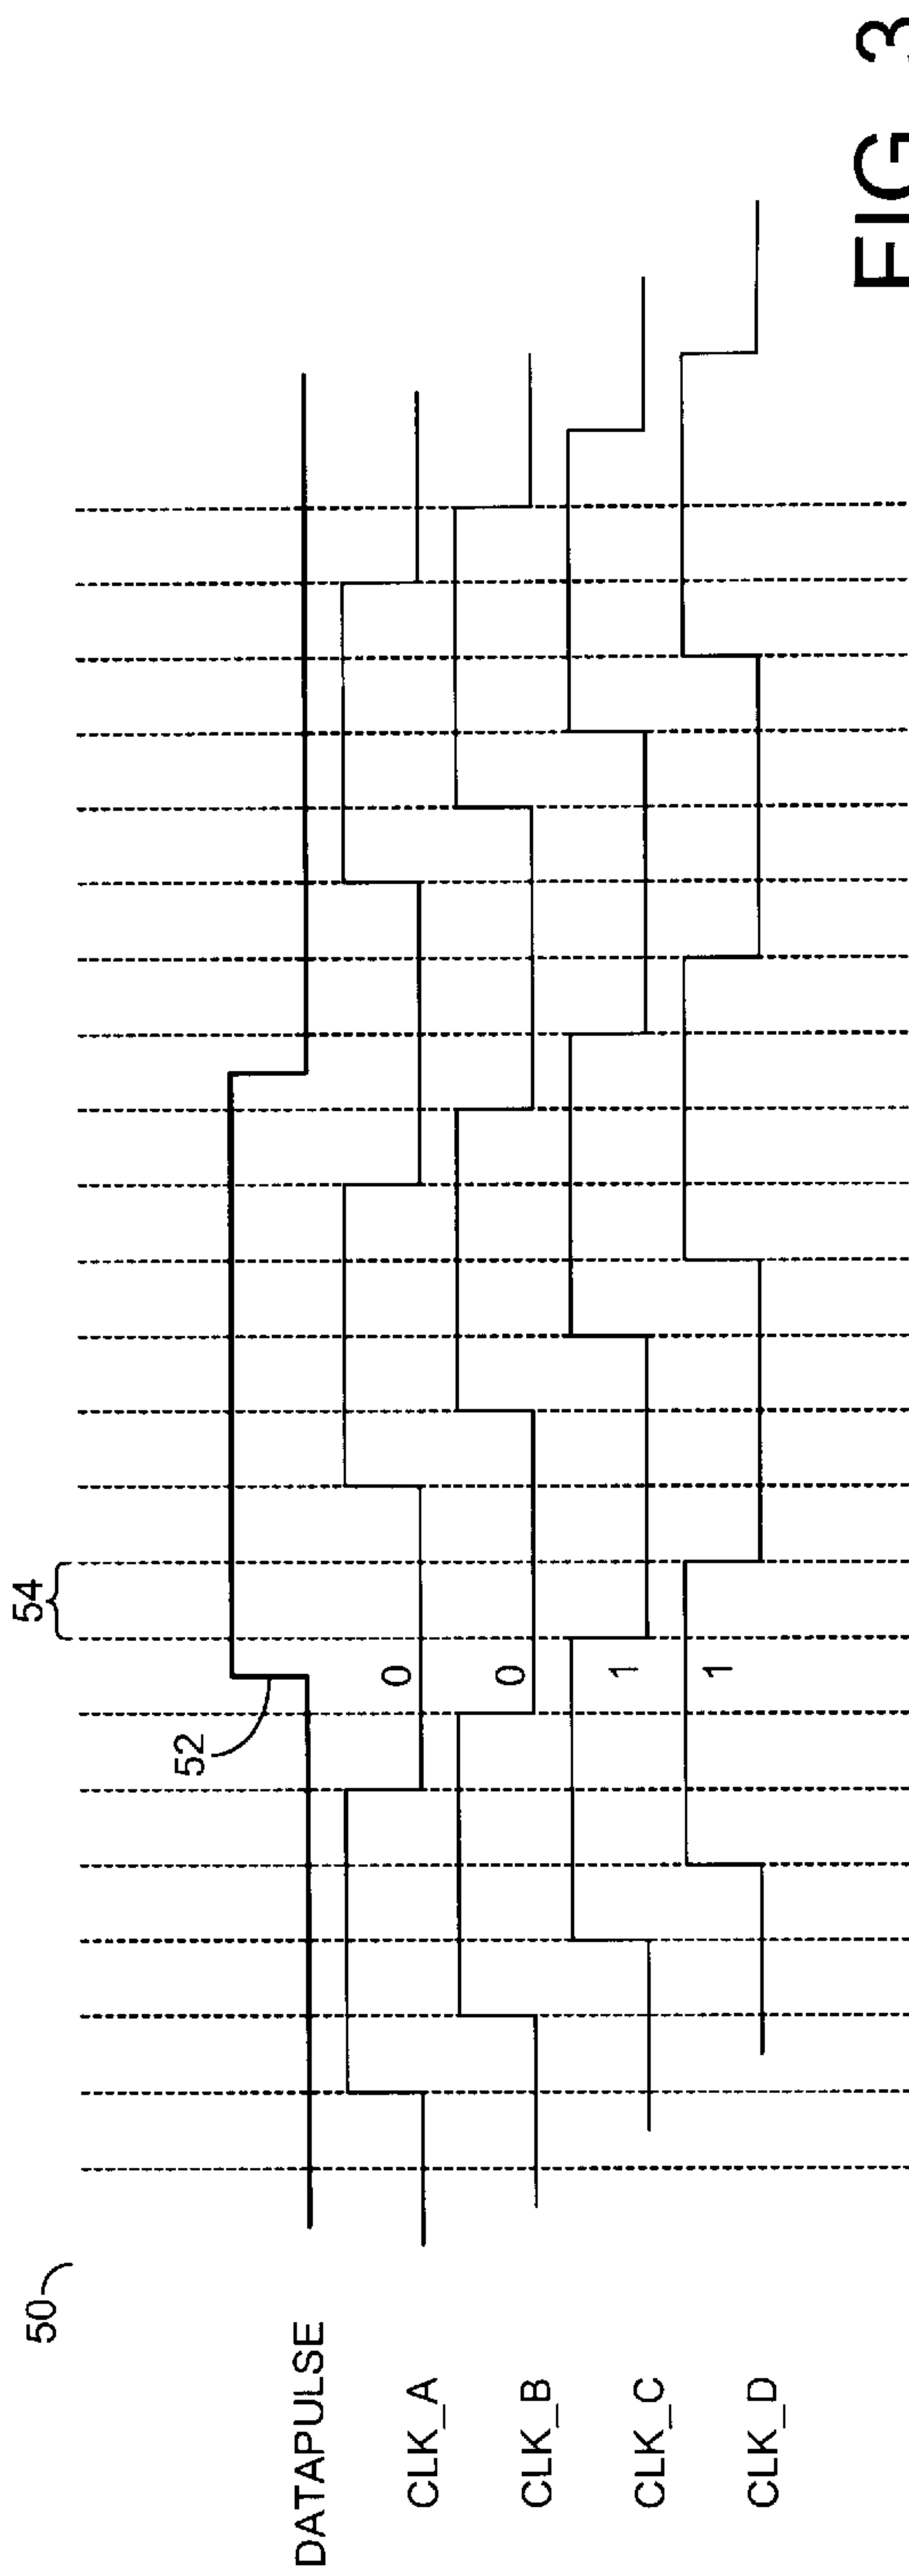 50
54
52
DATAPULSE
CLK_A
0
CLK_B
0
CLK_C
1
CLK_D
1
FIG. 3